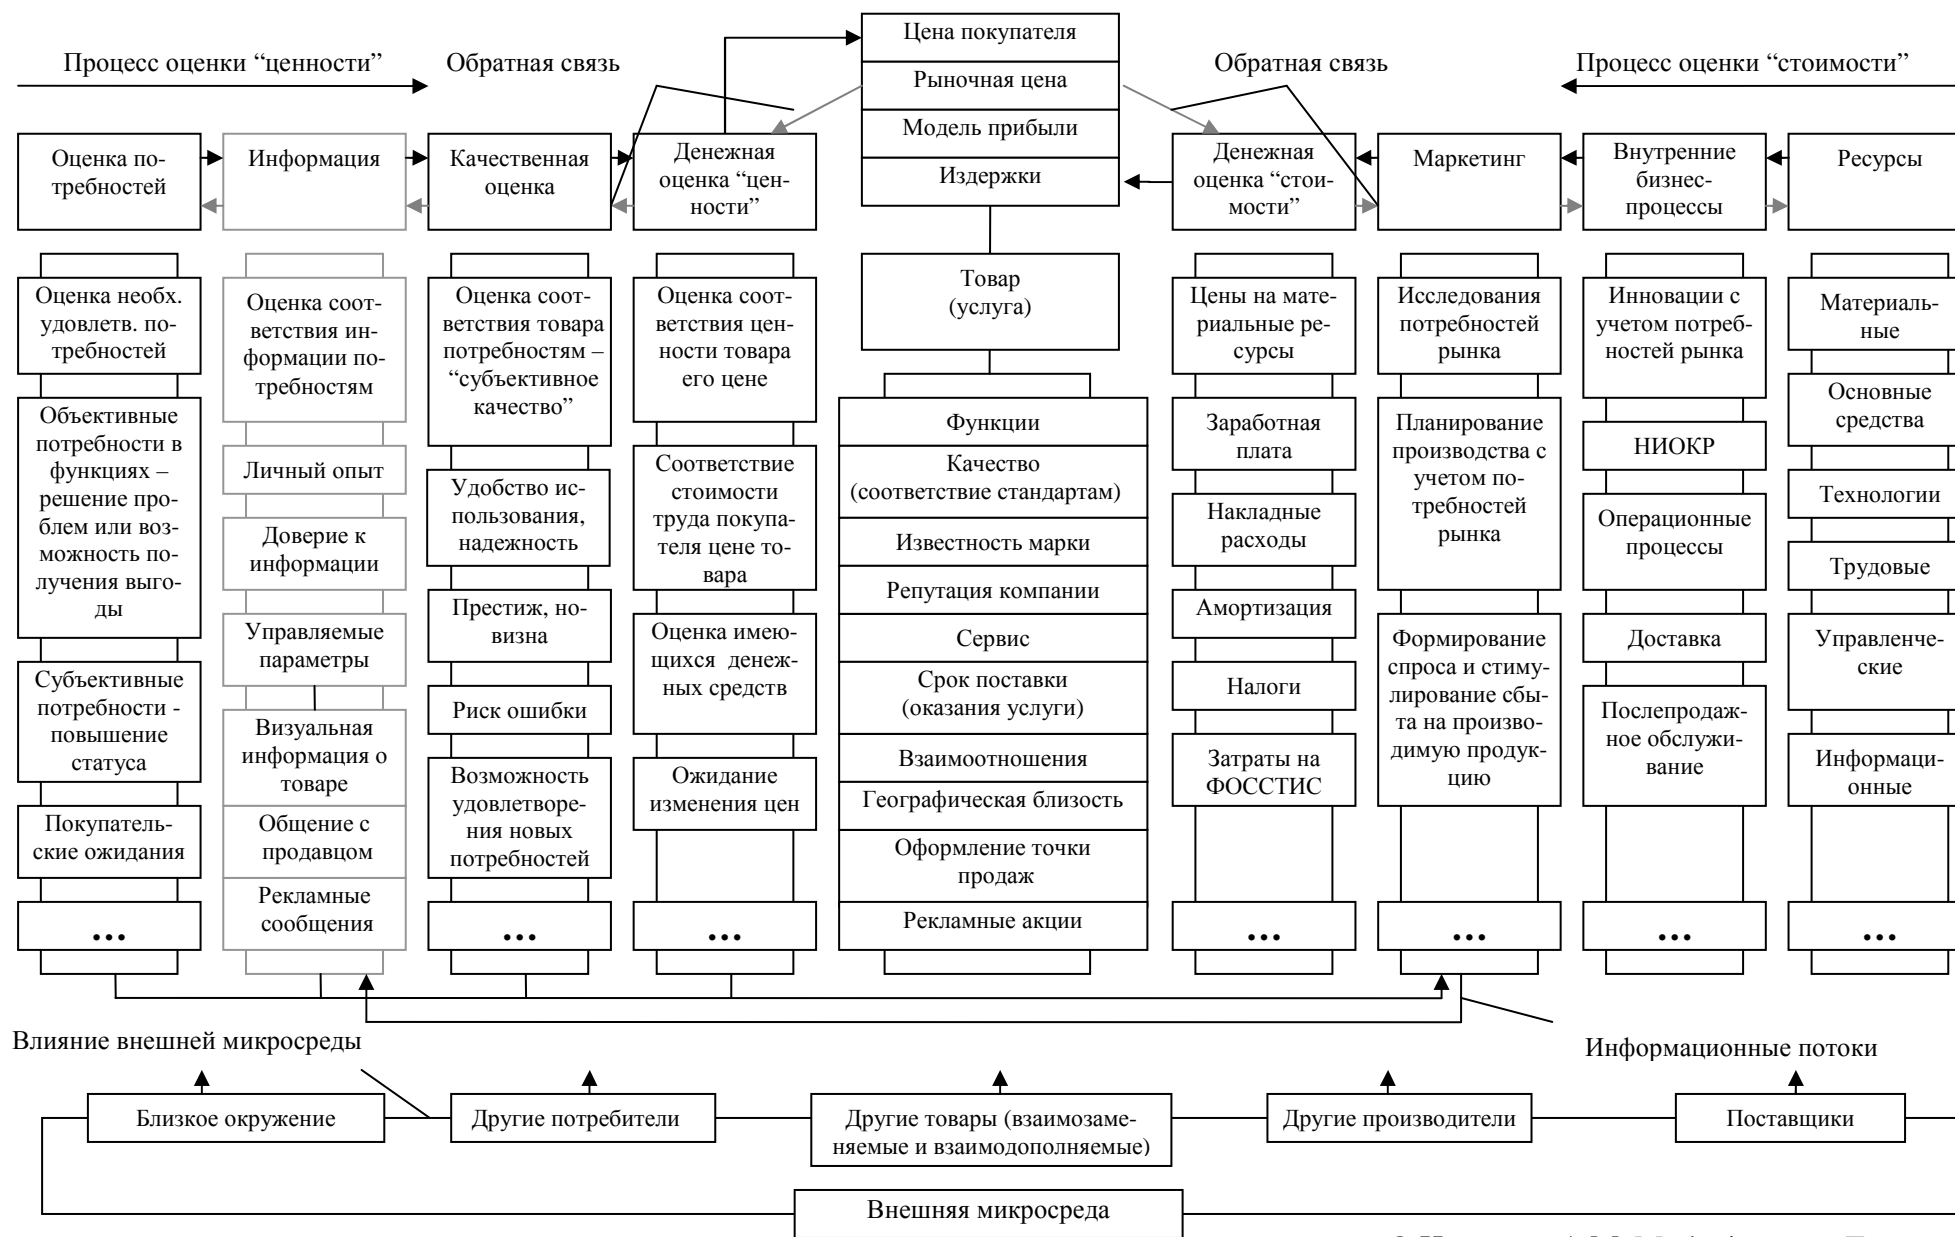 Процесс оценки “ценности”
Обратная связь
Цена покупателя
Рыночная цена
Модель прибыли
Издержки
Обратная связь
Процесс оценки “стоимости”
Оценка по-
требностей
Информация
Качественная
оценка
Денежная
оценка “цен-
ности”
Денежная
оценка “стои-
мости”
Маркетинг
Внутренние
бизнес-
процессы
Ресурсы
Оценка необх.
удовлетв. по-
требностей
Объективные
потребности в
функциях –
решение про-
блем или воз-
можность по-
лучения выго-
ды
Субъективные
потребности -
повышение
статуса
Покупатель-
ские ожидания
...
Оценка соот-
ветствия ин-
формации по-
требностям
Личный опыт
Доверие к
информации
Управляемые
параметры
Визуальная
информация о
товаре
Общение с
продавцом
Рекламные
сообщения
Оценка соот-
ветствия товара
потребностям –
“субъективное
качество”
Удобство ис-
пользования,
надежность
Престиж, но-
визна
Риск ошибки
Возможность
удовлетворе-
ния новых
потребностей
...
Оценка соот-
ветствия цен-
ности товара
его цене
Соответствие
стоимости
труда покупа-
теля цене то-
вара
Оценка имею-
щихся денеж-
ных средств
Ожидание
изменения цен
...
Товар
(услуга)
Функции
Качество
(соответствие стандартам)
Известность марки
Репутация компании
Сервис
Срок поставки
(оказания услуги)
Взаимоотношения
Географическая близость
Оформление точки
продаж
Рекламные акции
Цены на мате-
риальные ре-
сурсы
Заработная
плата
Накладные
расходы
Амортизация
Налоги
Затраты на
ФОССТИС
...
Исследования
потребностей
рынка
Планирование
производства с
учетом по-
требностей
рынка
Формирование
спроса и стиму-
лирование сбы-
та на произво-
димую продук-
цию
...
Инновации с
учетом потреб-
ностей рынка
НИОКР
Операционные
процессы
Доставка
Послепродаж-
ное обслужи-
вание
...
Материаль-
ные
Основные
средства
Технологии
Трудовые
Управленче-
ские
Информаци-
онные
...
Влияние внешней микросреды
Информационные потоки
Близкое окружение
Другие потребители
Другие товары (взаимозаме-
няемые и взаимодополняемые)
Другие производители
Поставщики
Внешняя микросреда